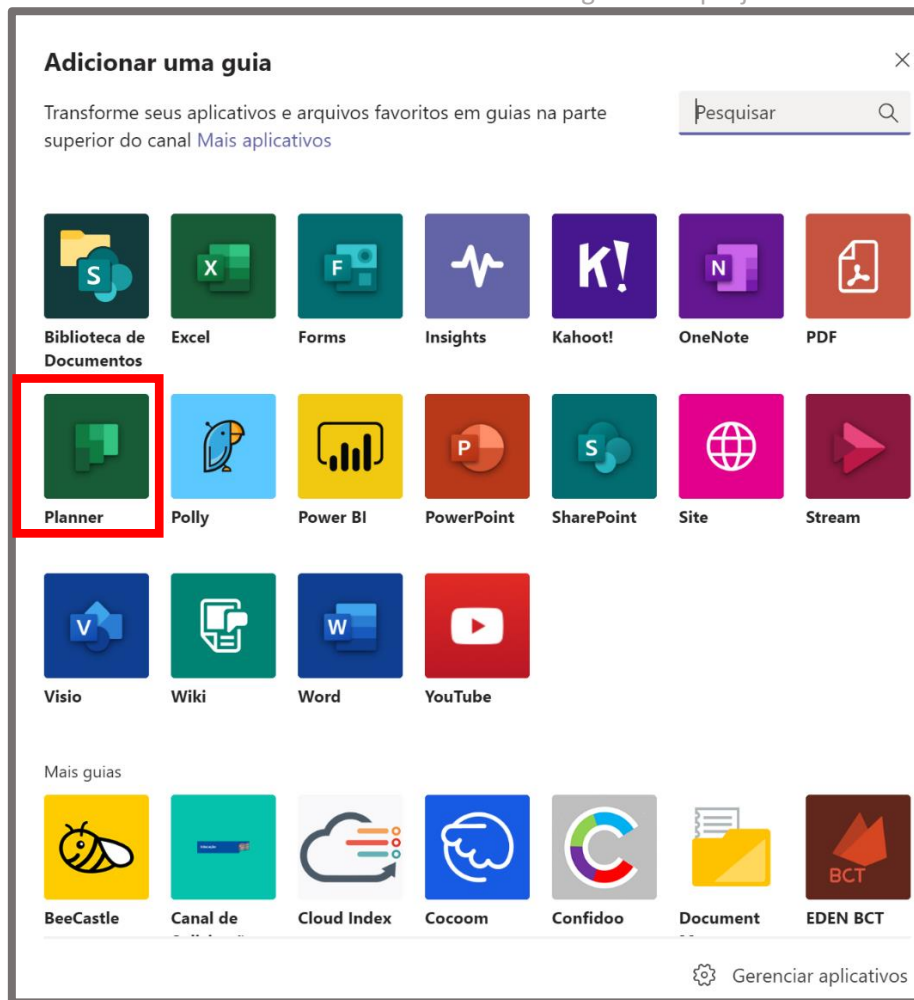 Adicionar uma guia
Transforme seus aplicativos e arquivos favoritos em guias na parte
superior do canal Mais aplicativos
Pesquisar
S X F K! N
Biblioteca de Documentos
Excel
Forms
Insights
Kahoot!
OneNote
PDF
P S
Planner
Polly
Power BI
PowerPoint
SharePoint
Site
Stream
V W
Visio
Wiki
Word
YouTube
Mais guias
BCT
BeeCastle
Canal de
Cloud Index
Cocoom
Confidoo
Document
EDEN BCT
Gerenciar aplicativos